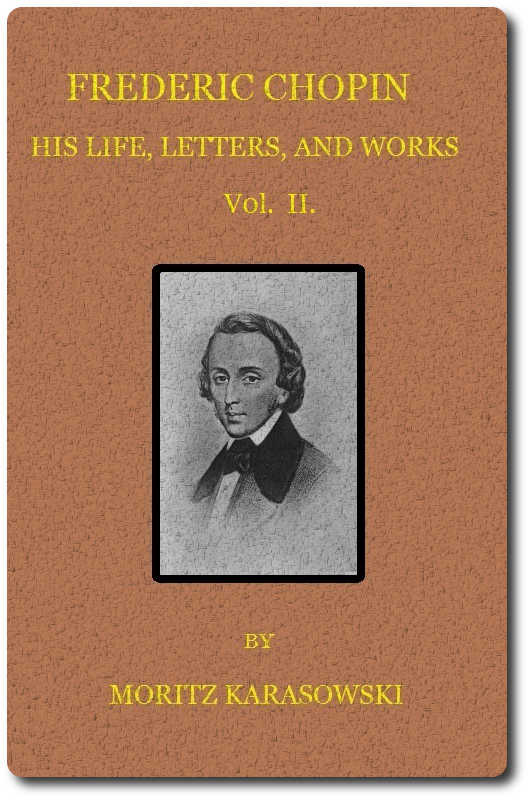 FREDERIC CHOPIN
HIS LIFE, LETTERS, AND WORKS
Vol. II.
BY
MORITZ KARASOWSKI